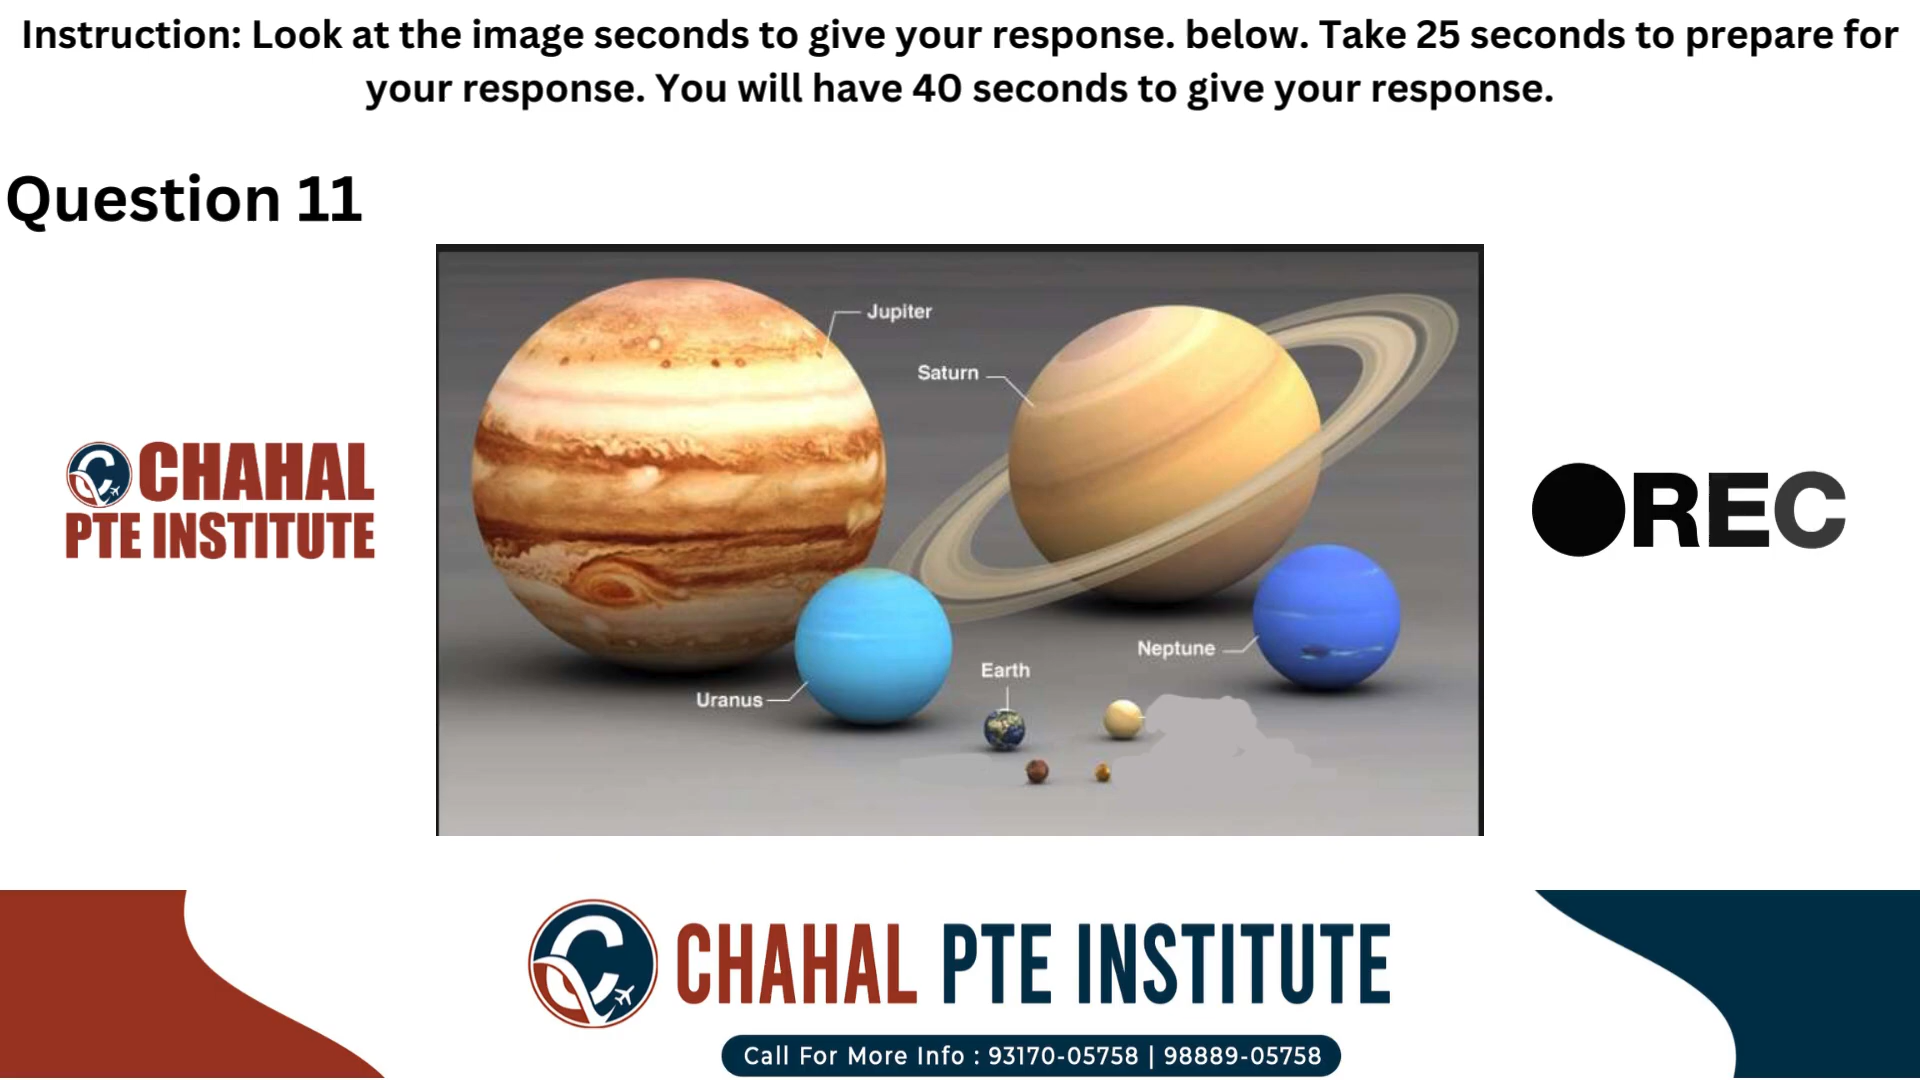 Instruction: Look at the image seconds to give your response. below. Take 25 seconds to prepare for
your response. You will have 40 seconds to give your response.
Question 11
Jupiter
Saturn
CHAHAL
PTE INSTITUTE
REC
Neptune
Earth
Uranus
CHAHAL PTE INSTITUTE
Call For More Info : 93170-05758 | 98889-05758